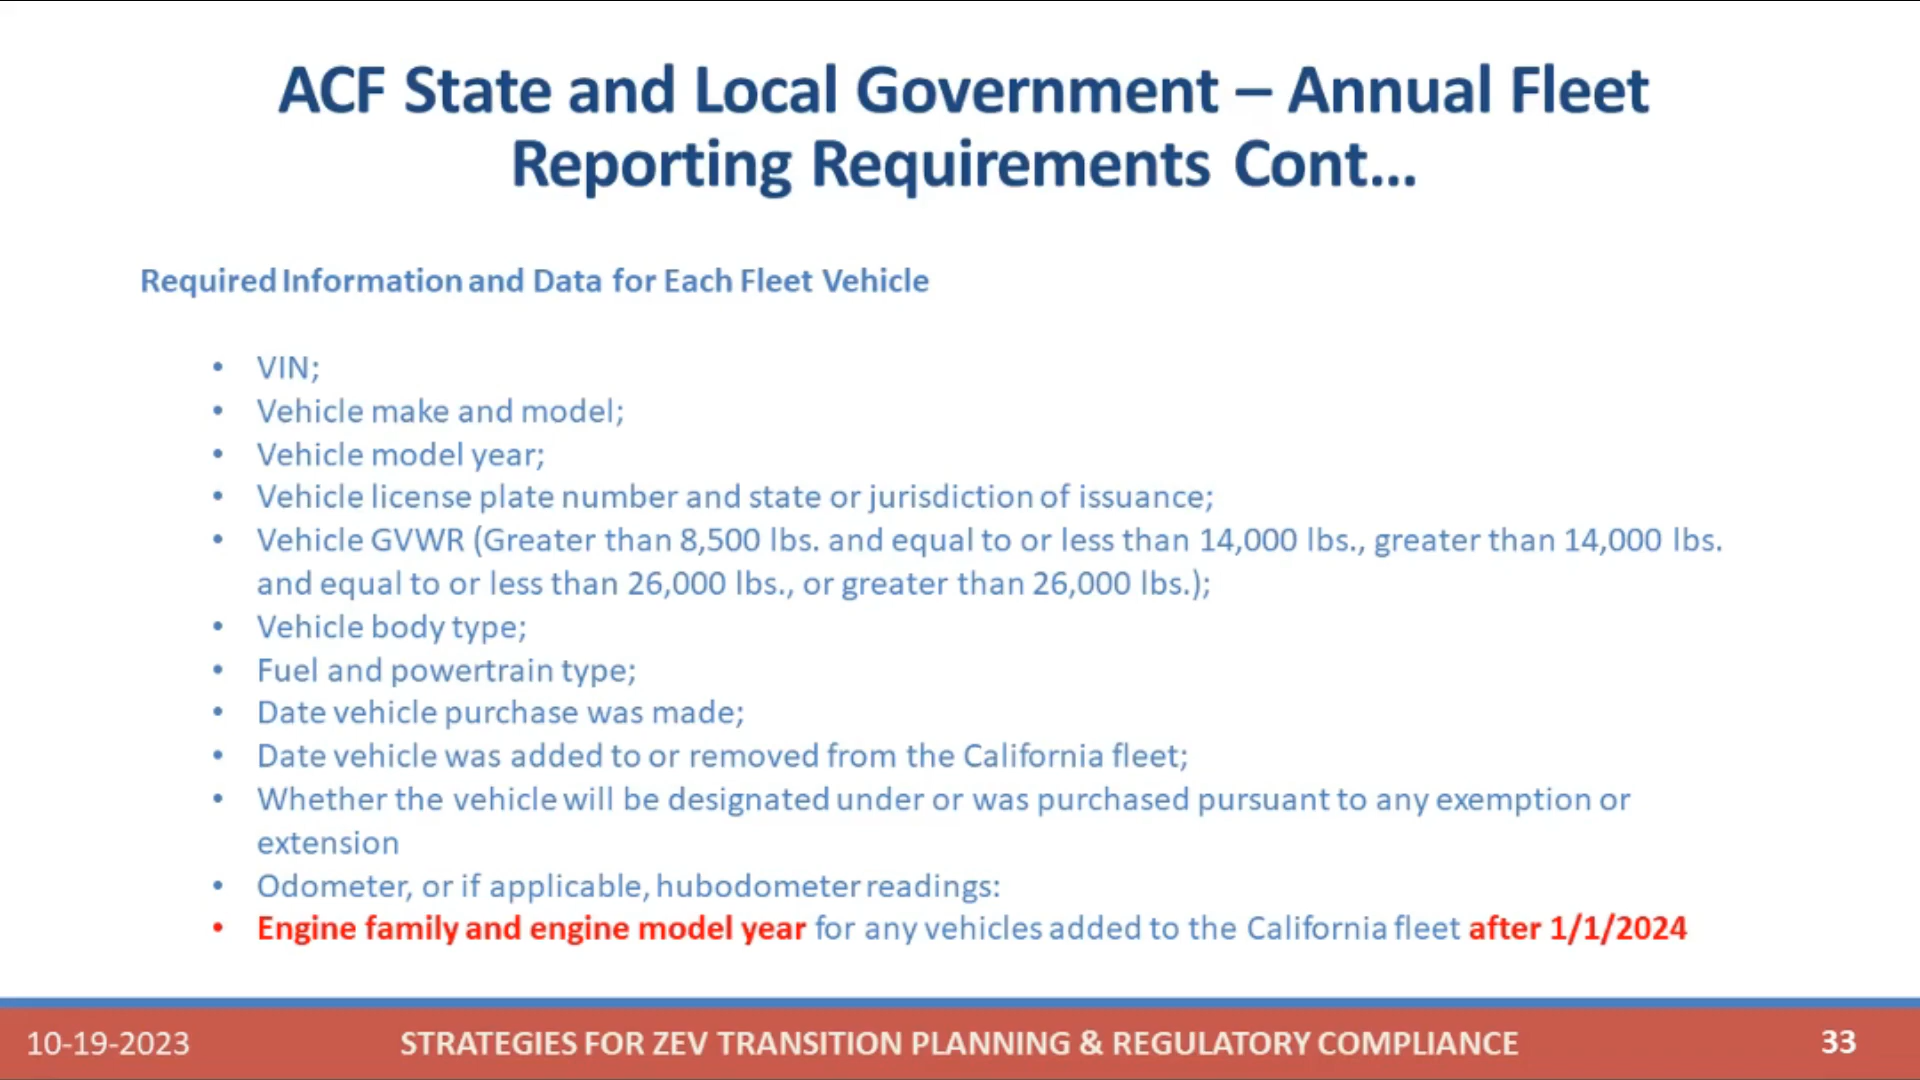 ACF State and Local Government – Annual Fleet
Reporting Requirements Cont...
Required Information and Data for Each Fleet Vehicle
• VIN;
• Vehicle make and model;
• Vehicle model year;
• Vehicle license plate number and state or jurisdiction of issuance;
• Vehicle GVWR (Greater than 8,500 lbs. and equal to or less than 14,000 lbs., greater than 14,000 lbs.
and equal to or less than 26,000 lbs., or greater than 26,000 lbs.);
• Vehicle body type;
• Fuel and powertrain type;
• Date vehicle purchase was made;
• Date vehicle was added to or removed from the California fleet;
• Whether the vehicle will be designated under or was purchased pursuant to any exemption or
extension
• Odometer, or if applicable, hubodometer readings:
• Engine family and engine model year for any vehicles added to the California fleet after 1/1/2024
10-19-2023
STRATEGIES FOR ZEV TRANSITION PLANNING & REGULATORY COMPLIANCE
33